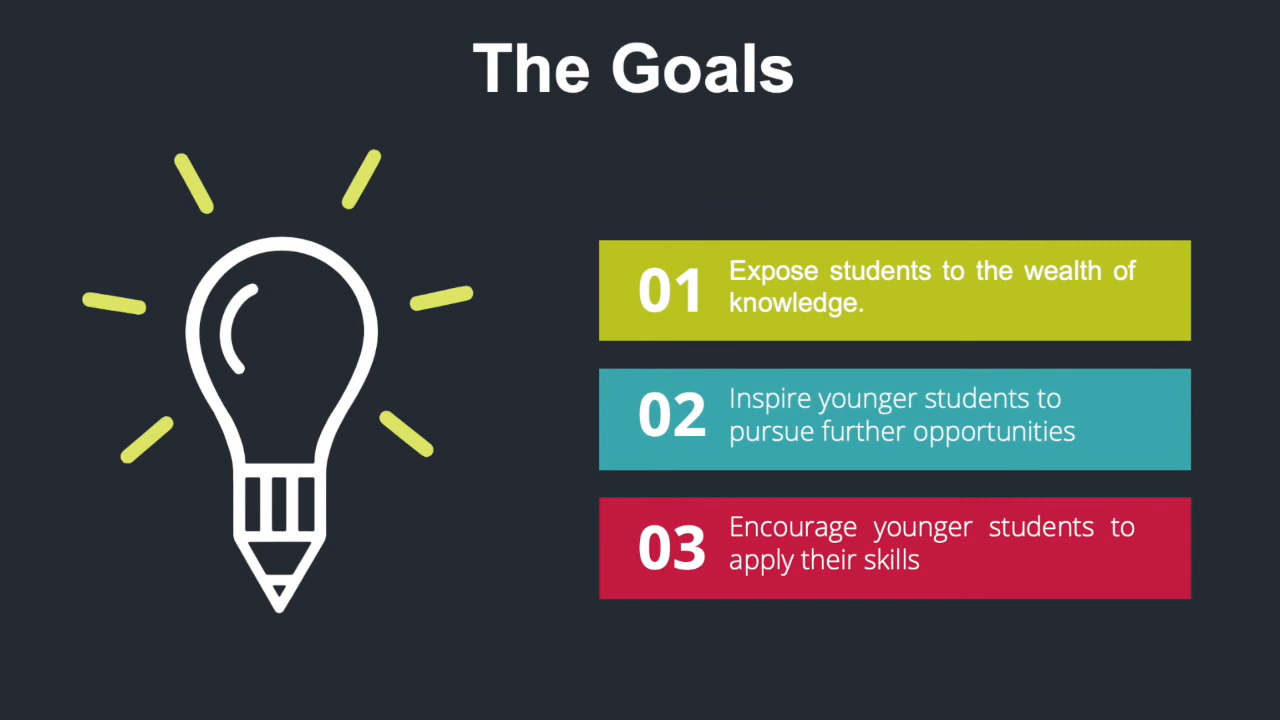 The Goals
01
Expose students to the wealth of
knowledge.
02
Inspire younger students to
pursue further opportunities
03
Encourage younger students to
apply their skills